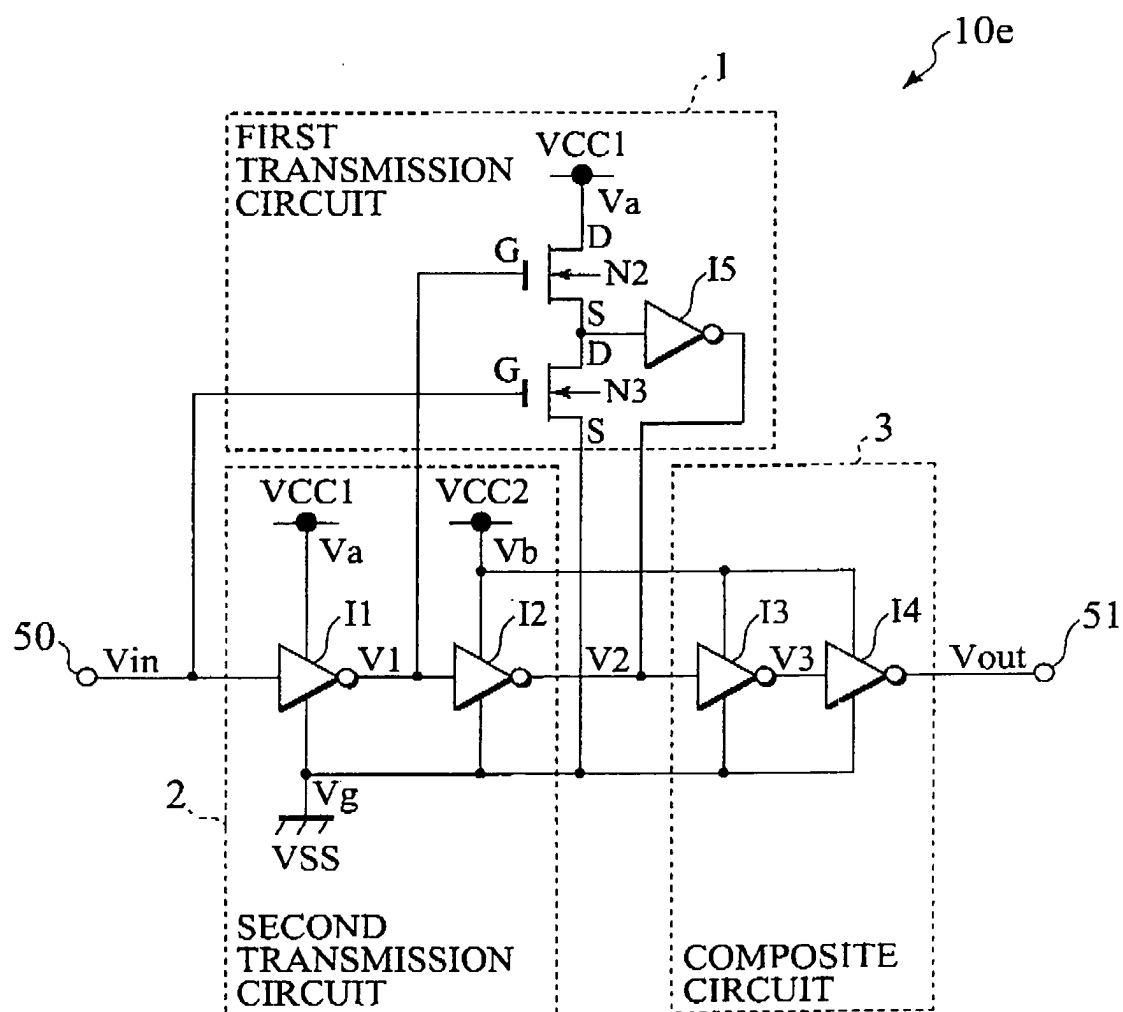 10e
1
FIRST
TRANSMISSION
CIRCUIT
VCC1
Va
D
G
N2
I5
S
D
G
N3
S
3
VCC1
VCC2
Va
Vb
50
Vin
I1
V1
I2
V2
I3
V3
I4
Vout
51
2
Vg
VSS
SECOND
TRANSMISSION
CIRCUIT
COMPOSITE
CIRCUIT